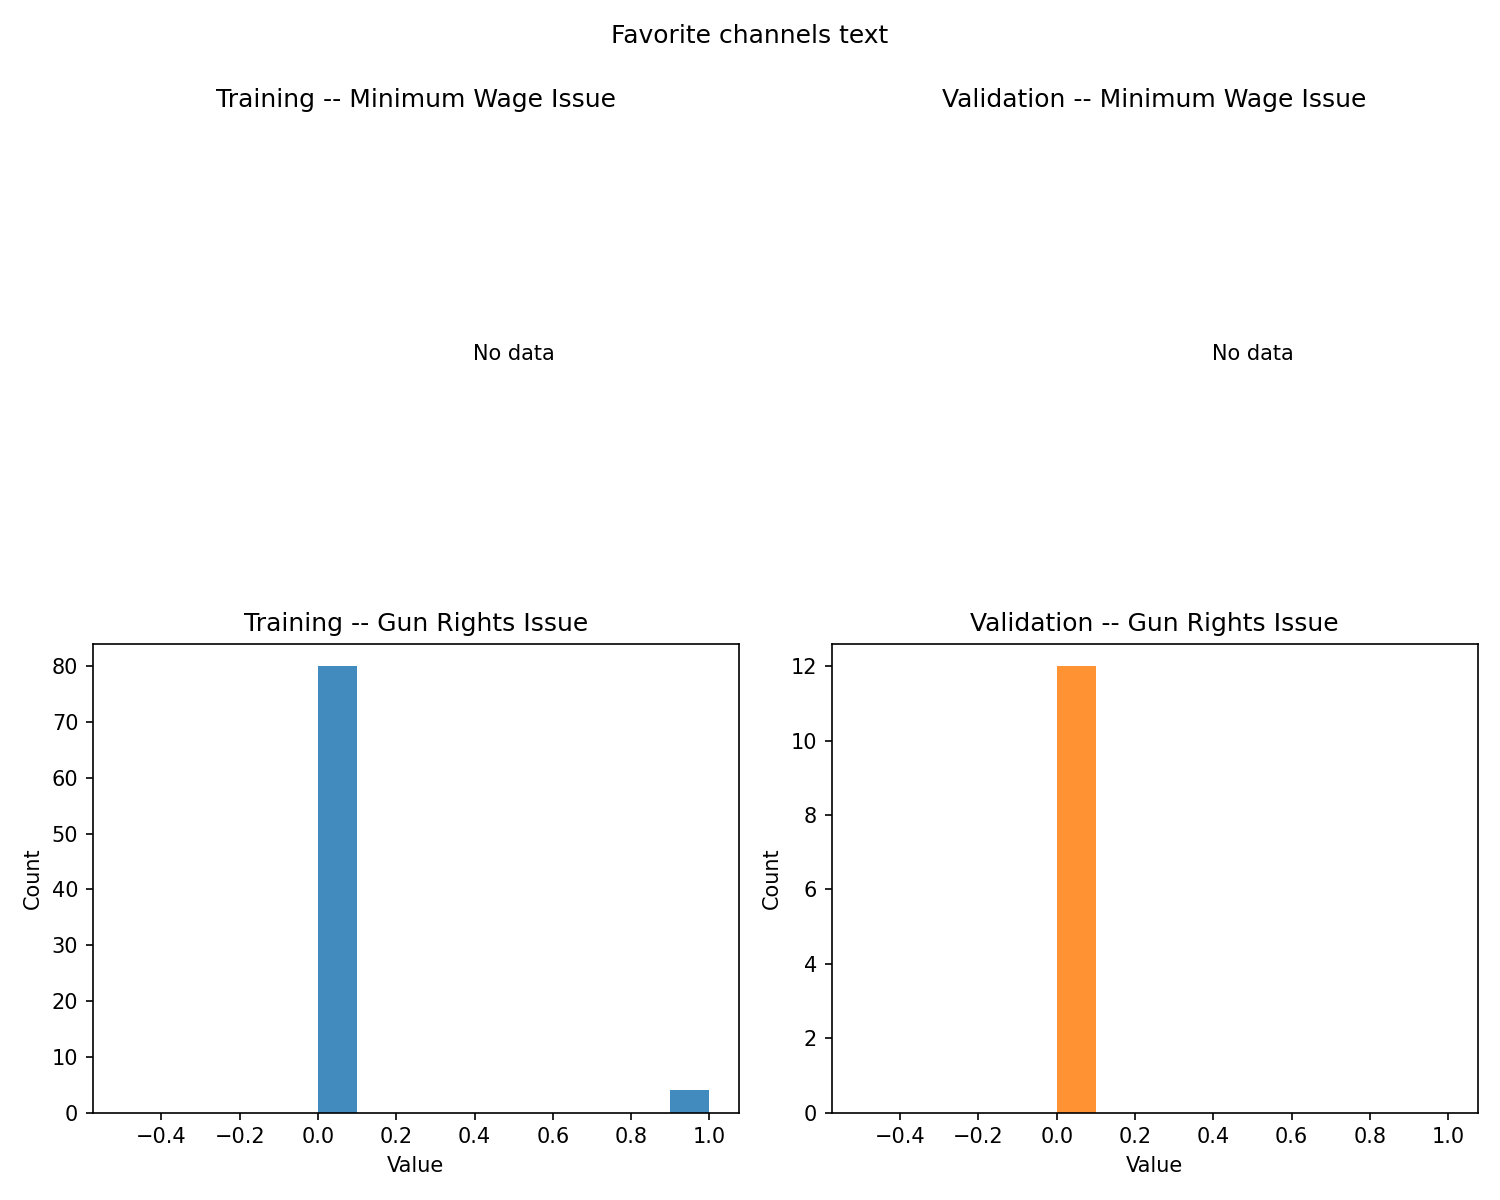 Favorite channels text
Training -- Minimum Wage Issue
Validation -- Minimum Wage Issue
No data
No data
Training -- Gun Rights Issue
Count
80
70
60
50
40
30
20
10
0
−0.4 −0.2 0.0 0.2 0.4 0.6 0.8 1.0
Value
Validation -- Gun Rights Issue
Count
12
10
8
6
4
2
0
−0.4 −0.2 0.0 0.2 0.4 0.6 0.8 1.0
Value